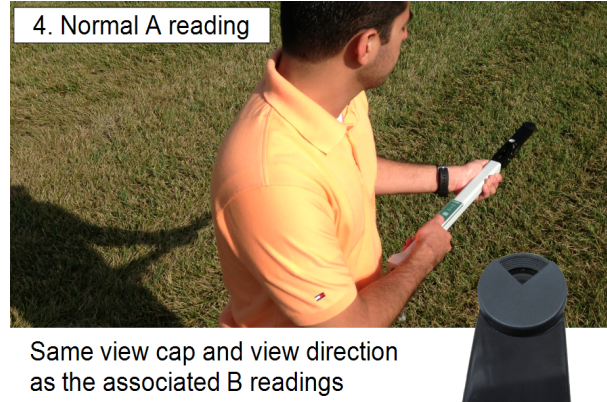 4. Normal A reading
Same view cap and view direction
as the associated B readings